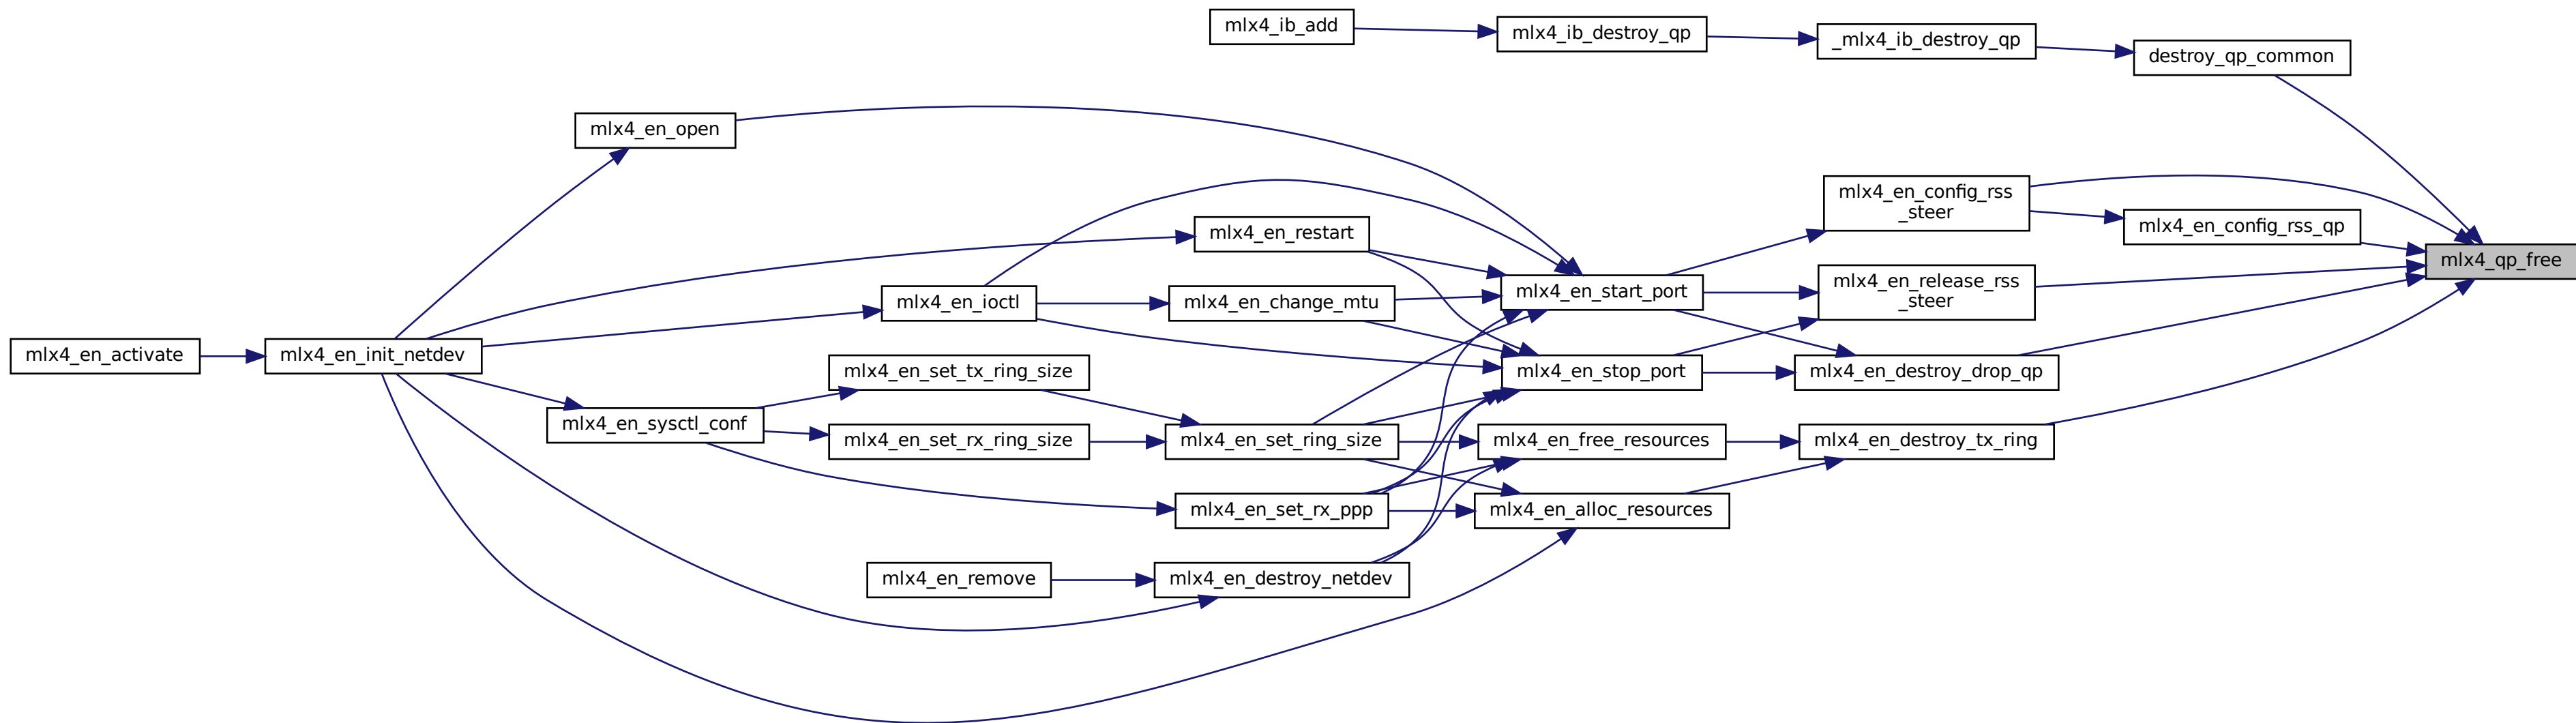 mlx4_ib_add
mlx4_ib_destroy_qp
_mlx4_ib_destroy_qp
destroy_qp_common
mlx4_en_open
mlx4_en_config_rss
_steer
mlx4_en_config_rss_qp
mlx4_en_restart
mlx4_qp_free
mlx4_en_ioctl
mlx4_en_change_mtu
mlx4_en_start_port
mlx4_en_release_rss
_steer
mlx4_en_activate
mlx4_en_init_netdev
mlx4_en_set_tx_ring_size
mlx4_en_stop_port
mlx4_en_destroy_drop_qp
mlx4_en_sysctl_conf
mlx4_en_set_rx_ring_size
mlx4_en_set_ring_size
mlx4_en_free_resources
mlx4_en_destroy_tx_ring
mlx4_en_set_rx_ppp
mlx4_en_alloc_resources
mlx4_en_remove
mlx4_en_destroy_netdev